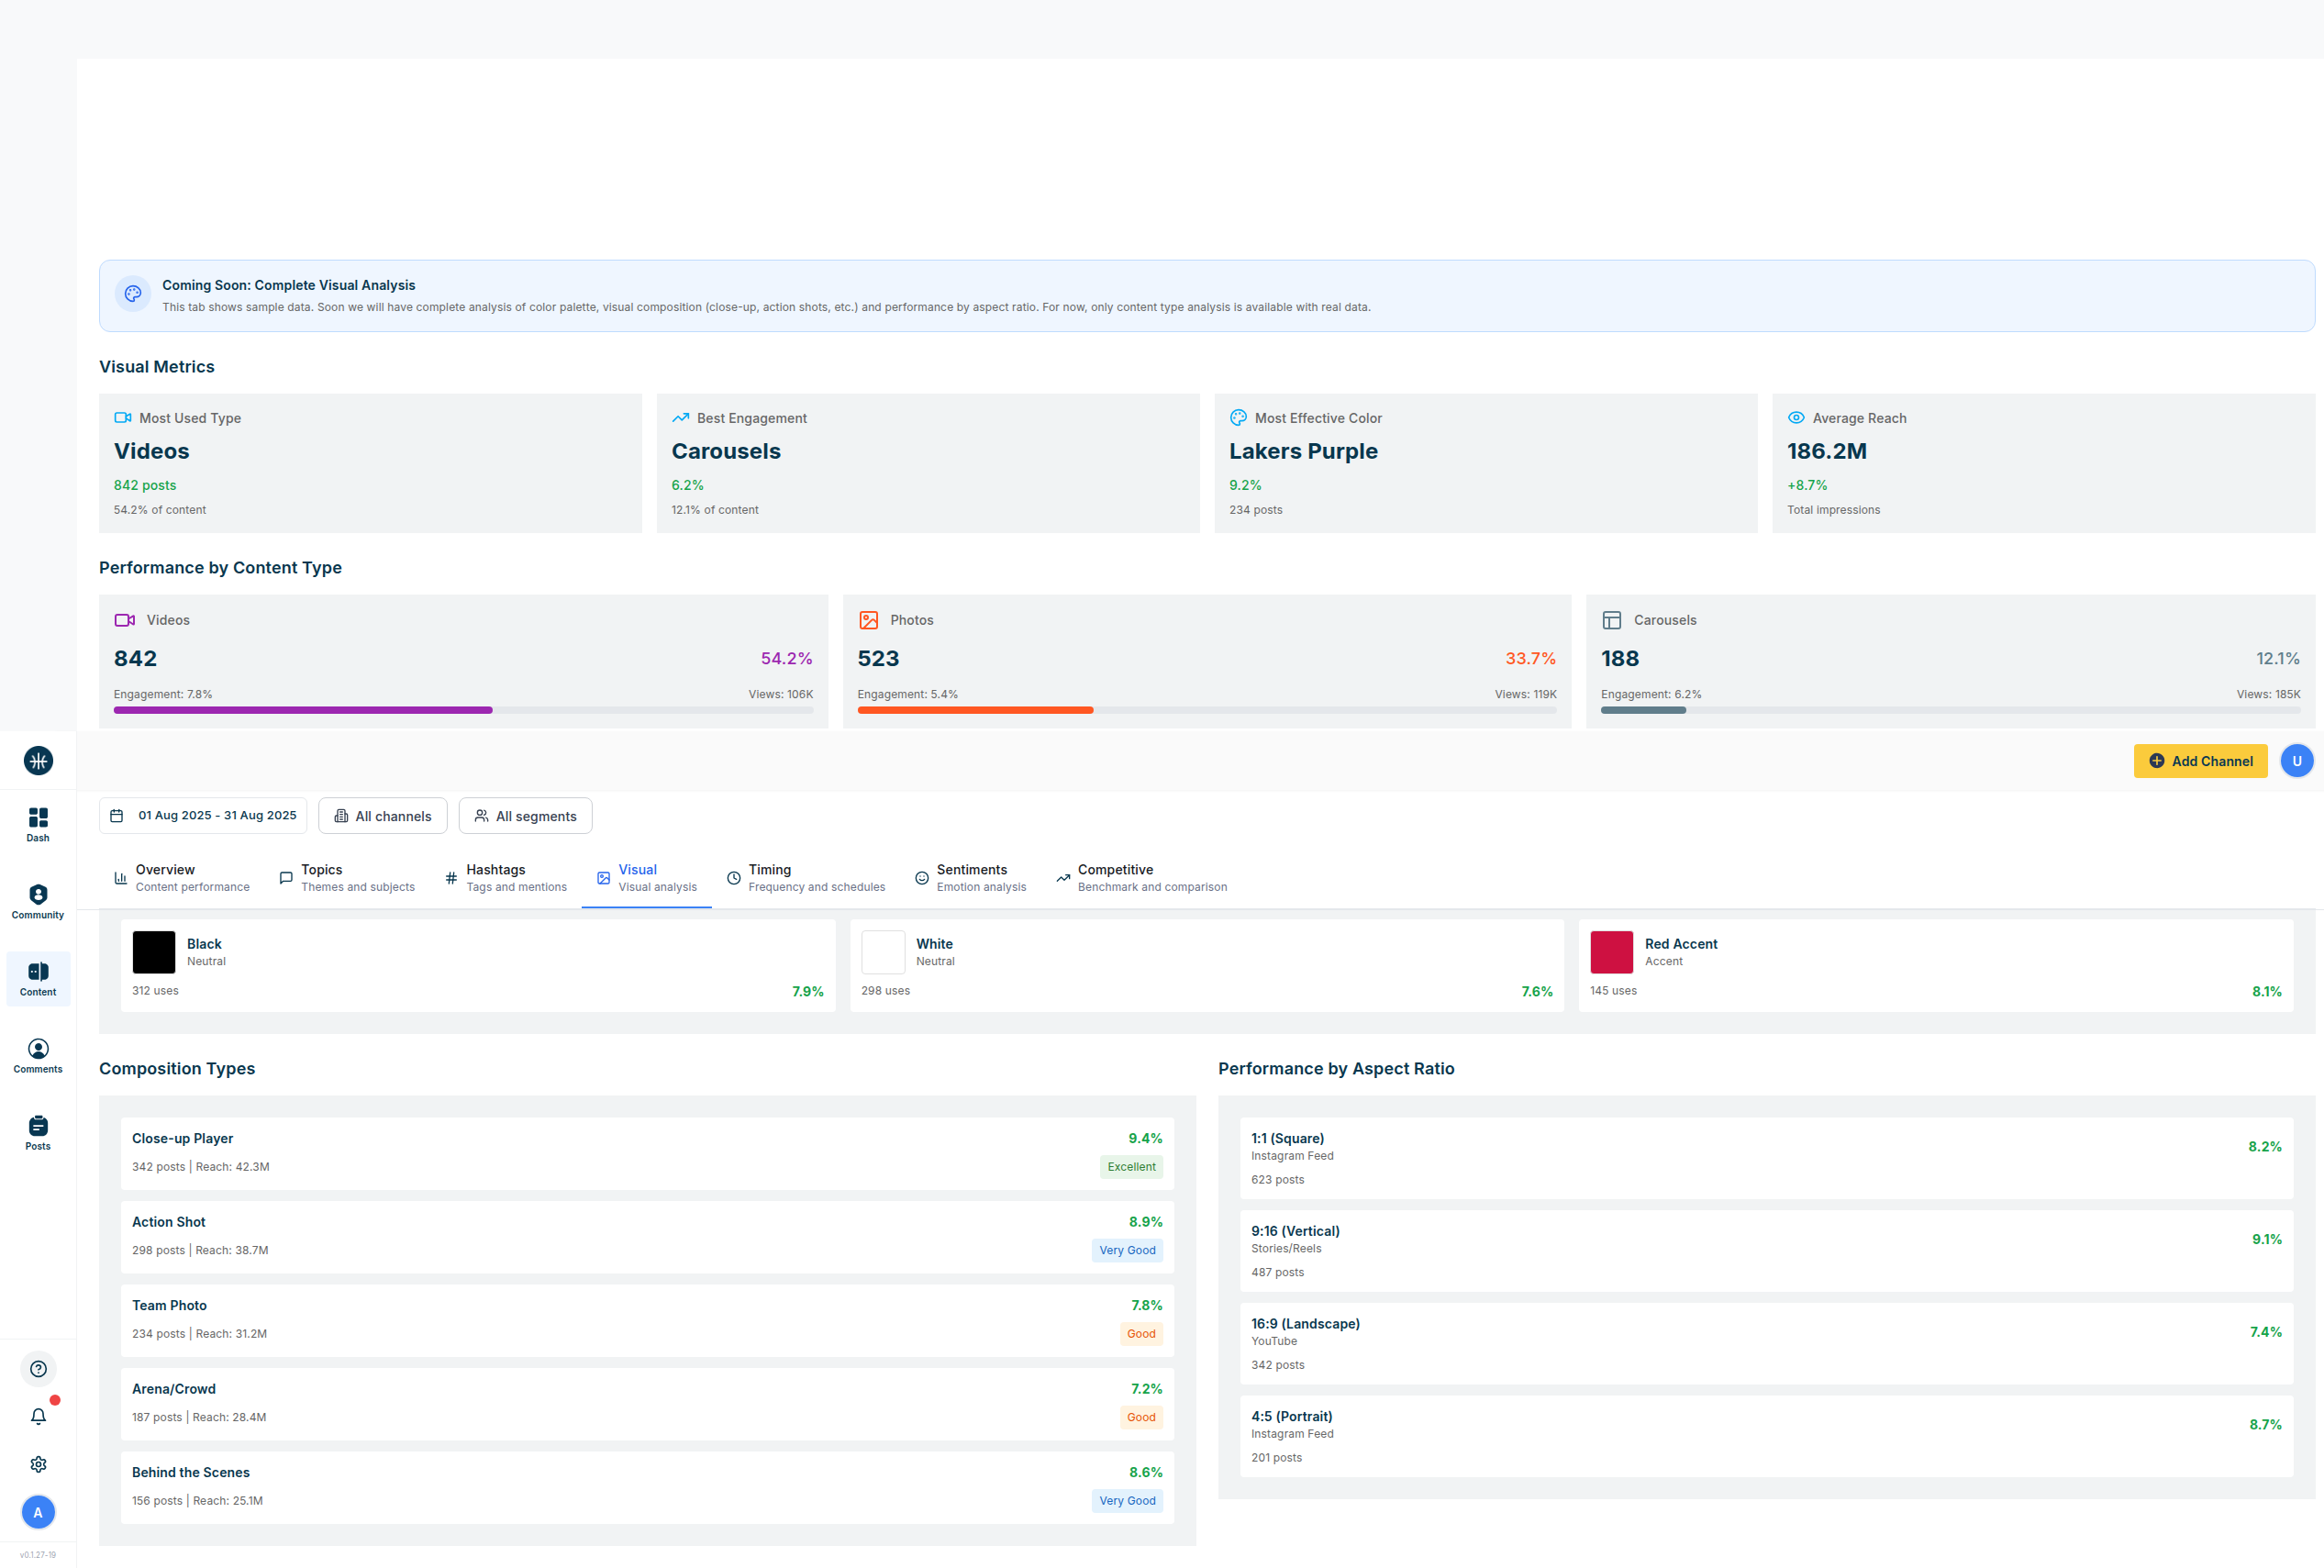 Coming Soon: Complete Visual Analysis
This tab shows sample data. Soon we will have complete analysis of color palette, visual composition (close-up, action shots, etc.) and performance by aspect ratio. For now, only content type analysis is available with real data.
Visual Metrics
Most Used Type
Videos
842 posts
54.2% of content
Best Engagement
Carousels
6.2%
12.1% of content
Most Effective Color
Lakers Purple
9.2%
234 posts
Average Reach
186.2M
+8.7%
Total impressions
Performance by Content Type
Videos
842 54.2%
Engagement: 7.8% Views: 106K
Photos
523 33.7%
Engagement: 5.4% Views: 119K
Carousels
188 12.1%
Engagement: 6.2% Views: 185K
Add Channel
U
Dash
Community
Content
Comments
Posts
A
v0.1.27-19
01 Aug 2025 - 31 Aug 2025
All channels
All segments
Overview
Content performance
Topics
Themes and subjects
Hashtags
Tags and mentions
Visual
Visual analysis
Timing
Frequency and schedules
Sentiments
Emotion analysis
Competitive
Benchmark and comparison
Black
Neutral
312 uses 7.9%
White
Neutral
298 uses 7.6%
Red Accent
Accent
145 uses 8.1%
Composition Types
Close-up Player 9.4%
342 posts | Reach: 42.3M Excellent
Action Shot 8.9%
298 posts | Reach: 38.7M Very Good
Team Photo 7.8%
234 posts | Reach: 31.2M Good
Arena/Crowd 7.2%
187 posts | Reach: 28.4M Good
Behind the Scenes 8.6%
156 posts | Reach: 25.1M Very Good
Performance by Aspect Ratio
1:1 (Square)
Instagram Feed 8.2%
623 posts
9:16 (Vertical)
Stories/Reels 9.1%
487 posts
16:9 (Landscape)
YouTube 7.4%
342 posts
4:5 (Portrait)
Instagram Feed 8.7%
201 posts